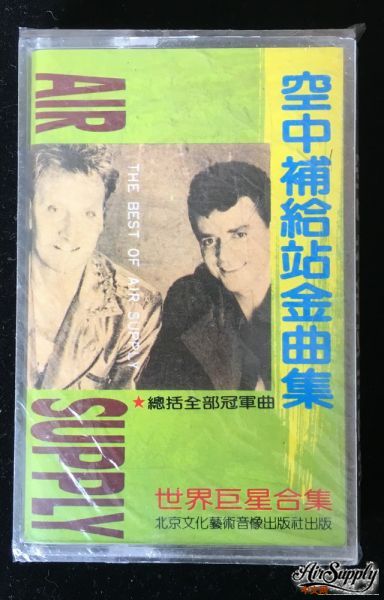 AIR SUPPLY
THE BEST OF AIR SUPPLY
空中補給站金曲集
★總括全部冠軍曲
世界巨星合集
北京文化藝術音像出版社出版
AirSupply